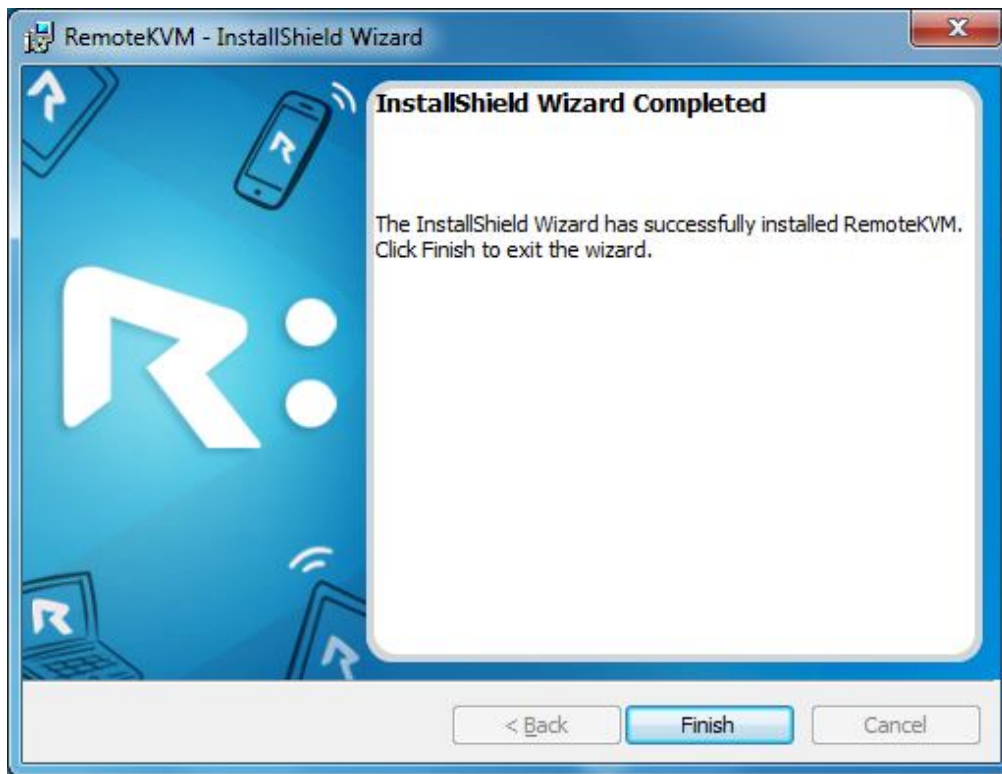 RemoteKVM - InstallShield Wizard
InstallShield Wizard Completed
The InstallShield Wizard has successfully installed RemoteKVM.
Click Finish to exit the wizard.
R:
< Back
Finish
Cancel